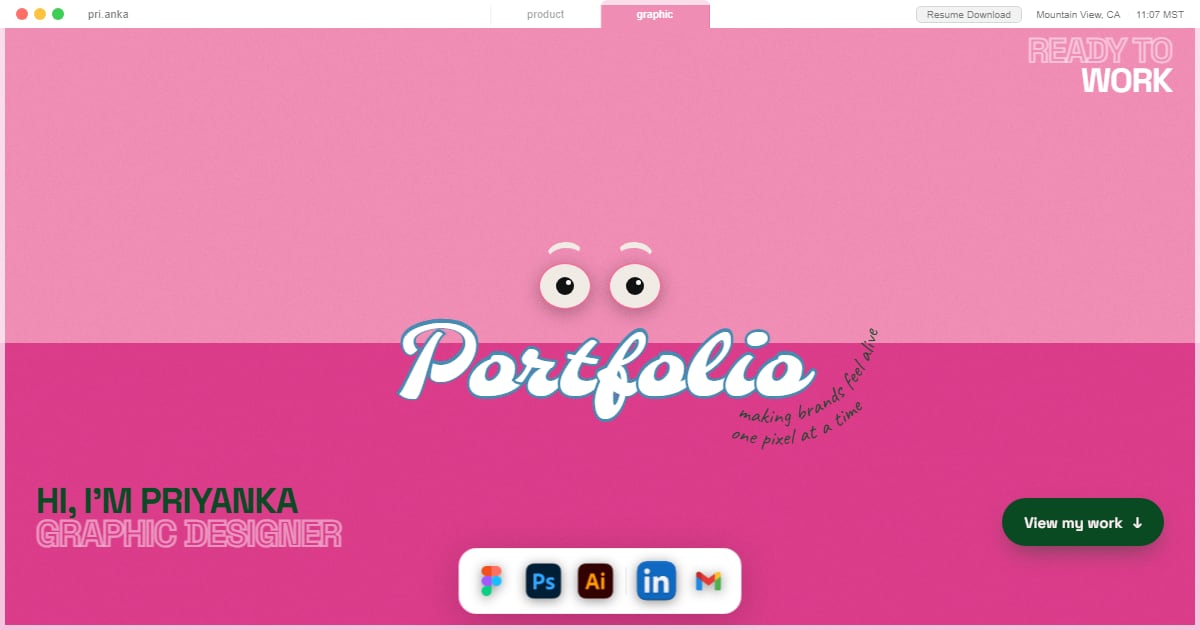 pri.anka
product
graphic
Resume Download
Mountain View, CA
11:07 MST
READY TO
WORK
Portfolio
making brands feel alive
one pixel at a time
HI, I’M PRIYANKA
GRAPHIC DESIGNER
View my work ↓
Ps
Ai
in